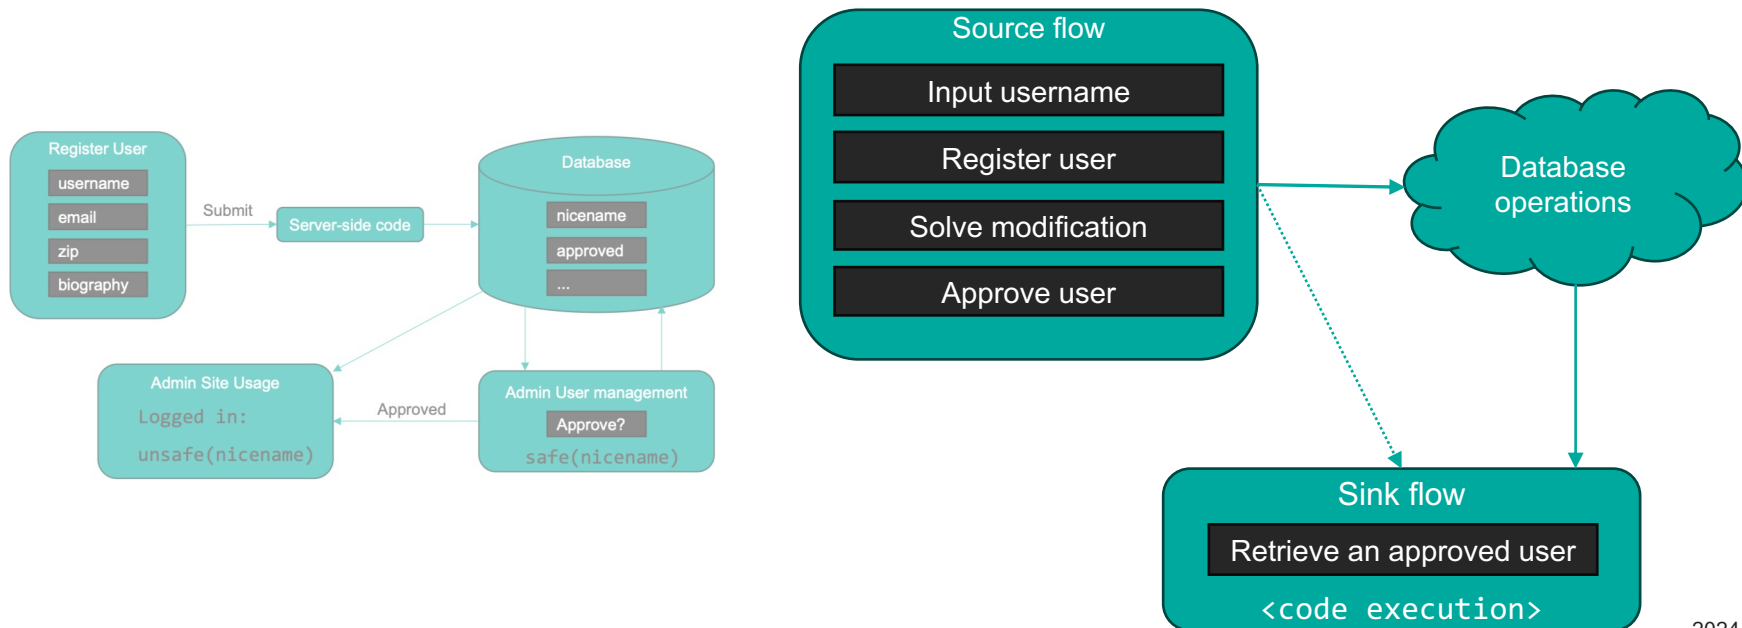 Register User
username
email
zip
biography
Submit
Server-side code
Database
nicename
approved
...
Admin Site Usage
Logged in:
unsafe(nicename)
Approved
Admin User management
Approve?
safe(nicename)
Source flow
Input username
Register user
Solve modification
Approve user
Database
operations
Sink flow
Retrieve an approved user
<code execution>